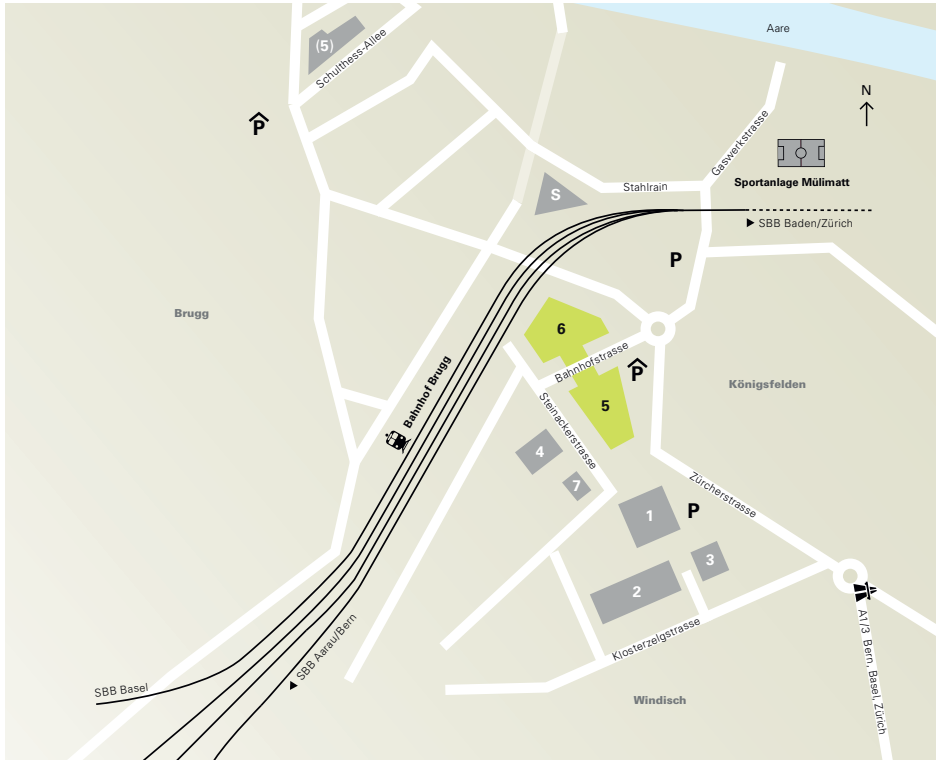 Aare
(5)
Schulthess-Allee
N
P
Gaswerkstrasse
Sportanlage Mülimatt
Stahlrain
S
SBB Baden/Zürich
P
Brugg
6
Bahnhofstrasse
P
Königsfelden
Bahnhof Brugg
5
Steinackerstrasse
4
7
Zürcherstrasse
1
P
3
2
Klosterzelgstrasse
A1/3 Bern, Basel, Zürich
SBB Aarau/Bern
SBB Basel
Windisch